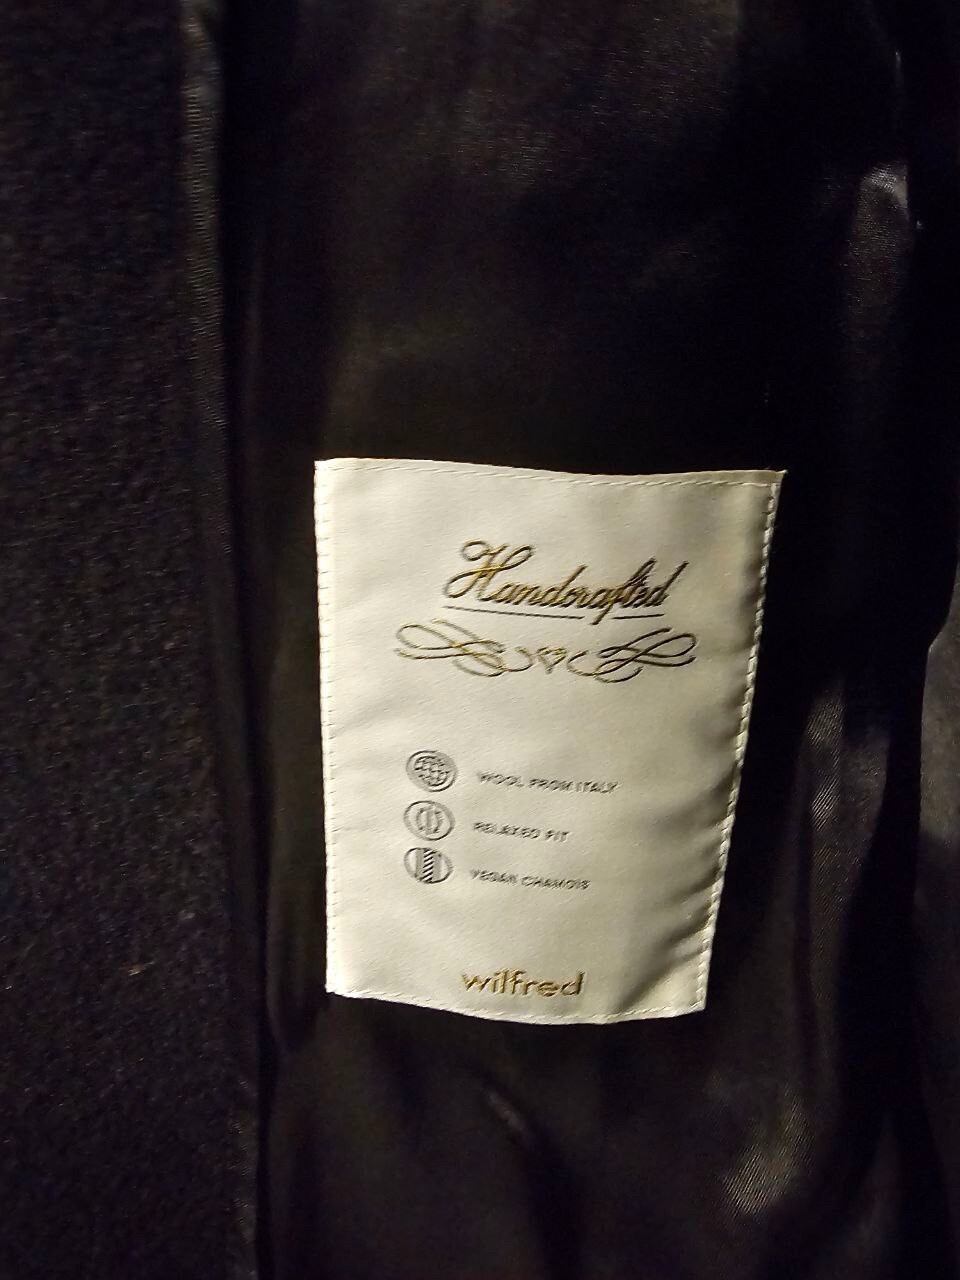 Handcrafted
WOOL FROM ITALY
RELAXED FIT
VEGAN CHAMOIS
wilfred